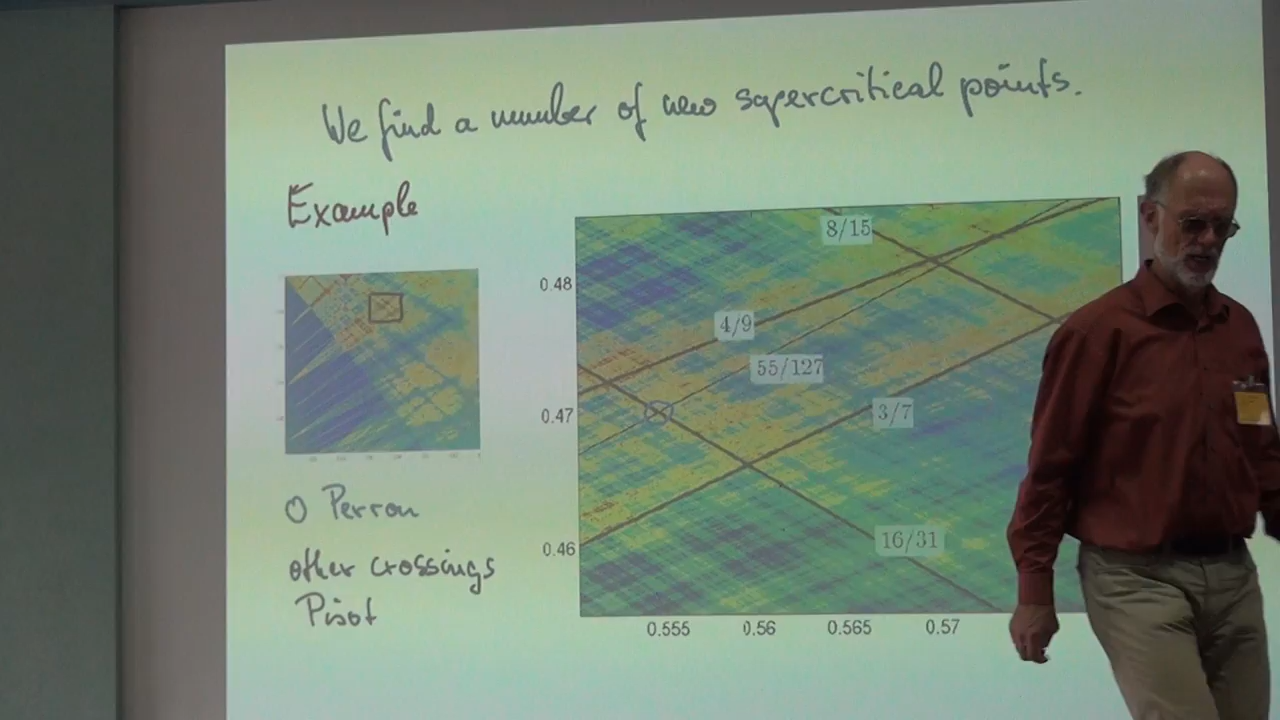 We find a number of new supercritical points.
Example
8/15
0.48
4/9
55/127
0.47
3/7
O Perron
16/31
0.46
other crossings
Pisot
0.555 0.56 0.565 0.57